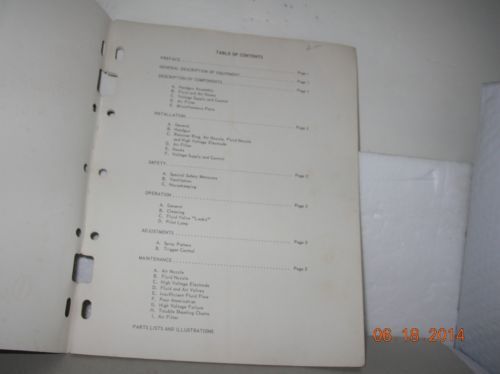 TABLE OF CONTENTS
PREFACE Page 1
GENERAL DESCRIPTION OF EQUIPMENT Page 1
DESCRIPTION OF COMPONENTS Page 1
A. Handgun Assembly
B. Fluid and Air Hoses
C. Voltage Supply and Control
D. Air Filter
E. Miscellaneous Parts
INSTALLATION Page 2
A. General
B. Handgun
C. Retainer Ring, Air Nozzle, Fluid Nozzle
and High Voltage Electrode
D. Air Filter
E. Hoses
F. Voltage Supply and Control
SAFETY Page
A. Special Safety Measures
B. Ventilation
C. Housekeeping
OPERATION Page
A. General
B. Cleaning
C. Fluid Valve "Leaks"
D. Pilot Lamp
ADJUSTMENTS Page
A. Spray Pattern
B. Trigger Control
MAINTENANCE Page
A. Air Nozzle
B. Fluid Nozzle
C. High Voltage Electrode
D. Fluid and Air Valves
E. Insufficient Fluid Flow
F. Poor Atomization
G. High Voltage Failure
H. Trouble Shooting Charts
I. Air Filter
PARTS LISTS AND ILLUSTRATIONS
06 18 2014